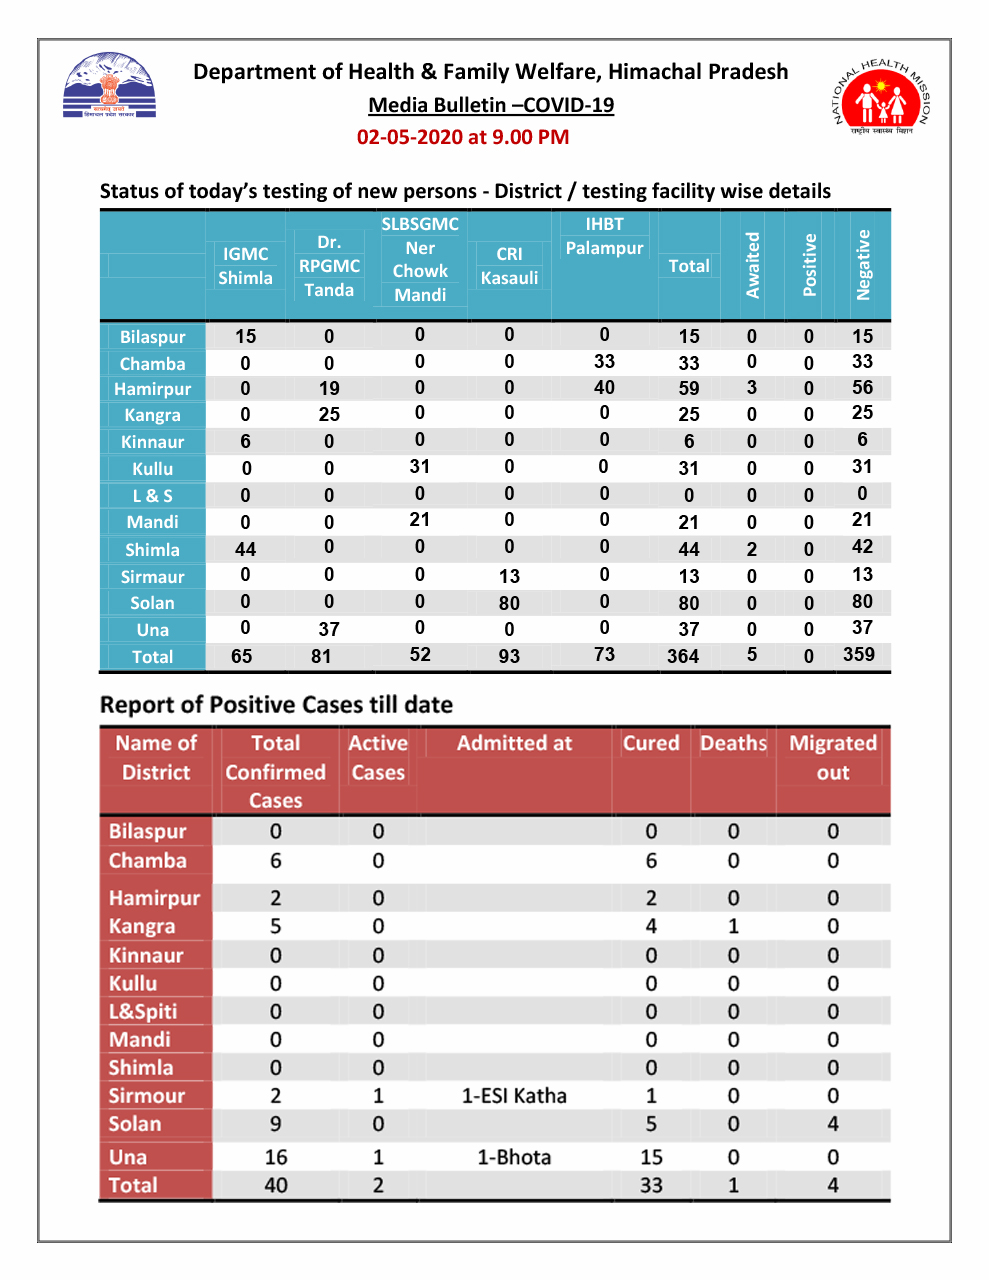 Department of Health & Family Welfare, Himachal Pradesh
Media Bulletin –COVID-19
02-05-2020 at 9.00 PM
हिमाचल प्रदेश सरकार
NATIONAL HEALTH MISSION
राष्ट्रीय स्वास्थ्य मिशन
Status of today’s testing of new persons - District / testing facility wise details
IGMC Shimla Dr. RPGMC Tanda SLBSGMC Ner Chowk Mandi CRI Kasauli IHBT Palampur Total Awaited Positive Negative
Bilaspur 15 0 0 0 0 15 0 0 15
Chamba 0 0 0 0 33 33 0 0 33
Hamirpur 0 19 0 0 40 59 3 0 56
Kangra 0 25 0 0 0 25 0 0 25
Kinnaur 6 0 0 0 0 6 0 0 6
Kullu 0 0 31 0 0 31 0 0 31
L & S 0 0 0 0 0 0 0 0 0
Mandi 0 0 21 0 0 21 0 0 21
Shimla 44 0 0 0 0 44 2 0 42
Sirmaur 0 0 0 13 0 13 0 0 13
Solan 0 0 0 80 0 80 0 0 80
Una 0 37 0 0 0 37 0 0 37
Total 65 81 52 93 73 364 5 0 359
Report of Positive Cases till date
Name of District Total Confirmed Cases Active Cases Admitted at Cured Deaths Migrated out
Bilaspur 0 0 0 0 0
Chamba 6 0 6 0 0
Hamirpur 2 0 2 0 0
Kangra 5 0 4 1 0
Kinnaur 0 0 0 0 0
Kullu 0 0 0 0 0
L&Spiti 0 0 0 0 0
Mandi 0 0 0 0 0
Shimla 0 0 0 0 0
Sirmour 2 1 1-ESI Katha 1 0 0
Solan 9 0 5 0 4
Una 16 1 1-Bhota 15 0 0
Total 40 2 33 1 4